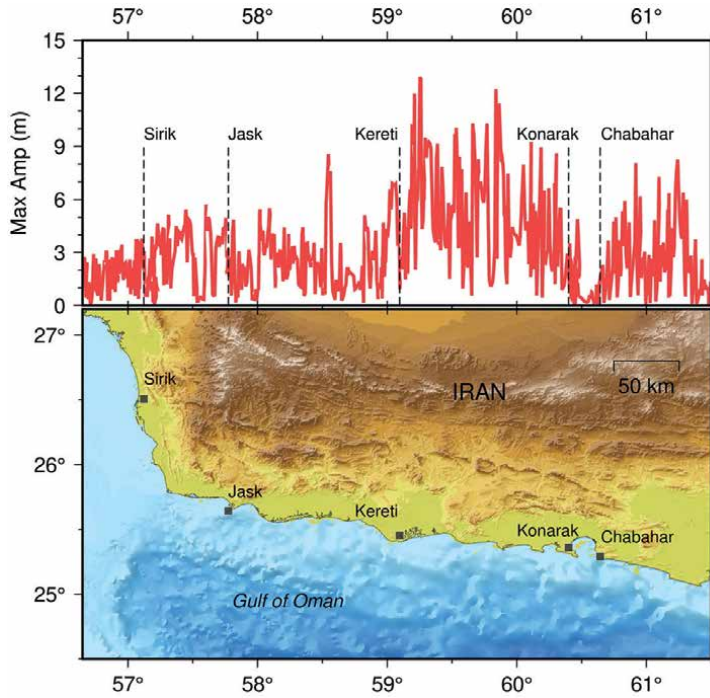 57° 58° 59° 60° 61°
15
12
9
6
3
0
Max Amp (m)
Sirik Jask Kereti Konarak Chabahar
27°
26°
25°
Sirik
IRAN
50 km
Jask
Kereti
Konarak
Chabahar
Gulf of Oman
57° 58° 59° 60° 61°